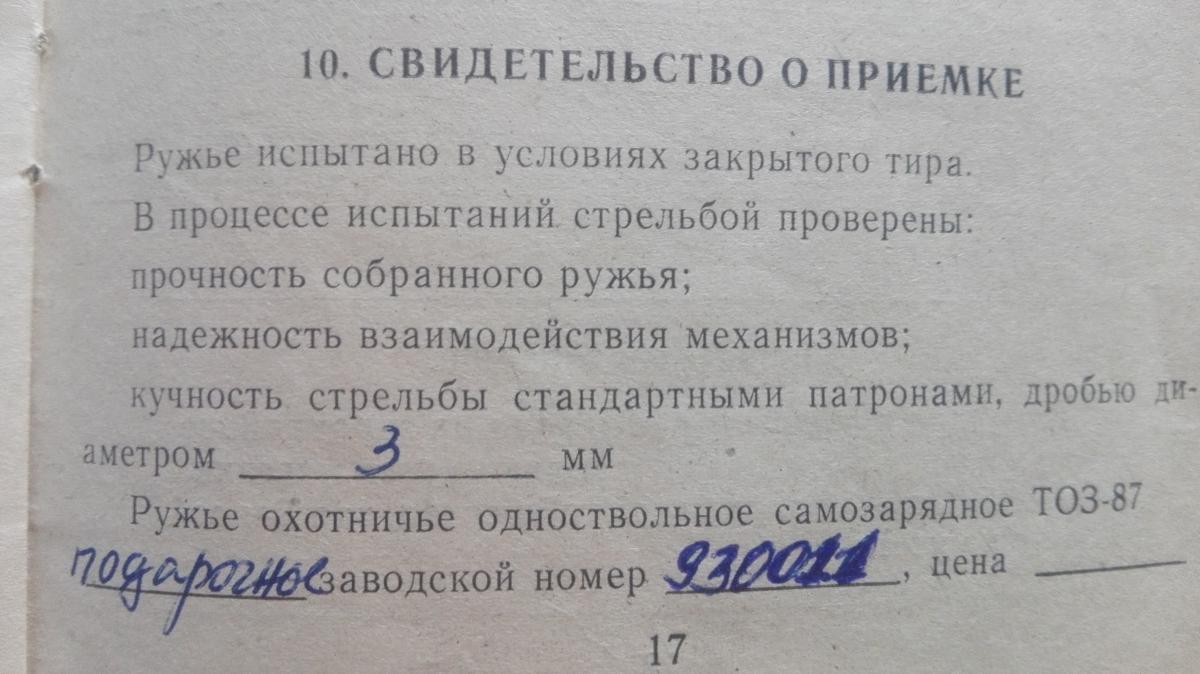 10. СВИДЕТЕЛЬСТВО О ПРИЕМКЕ
Ружье испытано в условиях закрытого тира.
В процессе испытаний стрельбой проверены:
прочность собранного ружья;
надежность взаимодействия механизмов;
кучность стрельбы стандартными патронами, дробью ди-
аметром 3 мм
Ружье охотничье одноствольное самозарядное ТОЗ-87
подарочное заводской номер 930011, цена
17